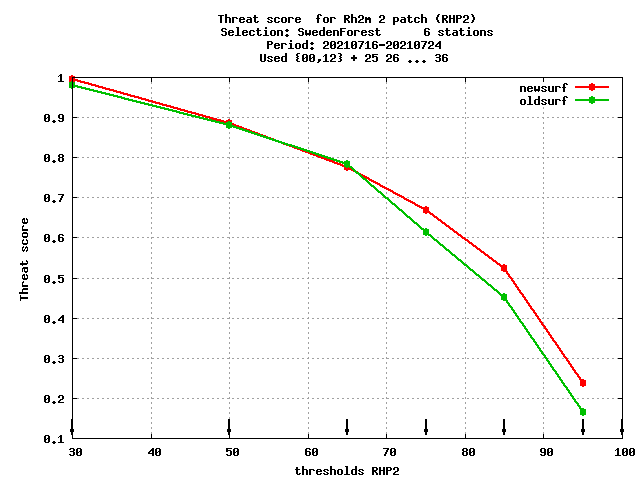 Threat score  for Rh2m 2 patch (RHP2)
Selection: SwedenForest      6 stations
Period: 20210716-20210724
Used {00,12} + 25 26 ... 36
newsurf
oldsurf
1
0.9
0.8
0.7
0.6
0.5
0.4
0.3
0.2
0.1
Threat score
30 40 50 60 70 80 90 100
thresholds RHP2